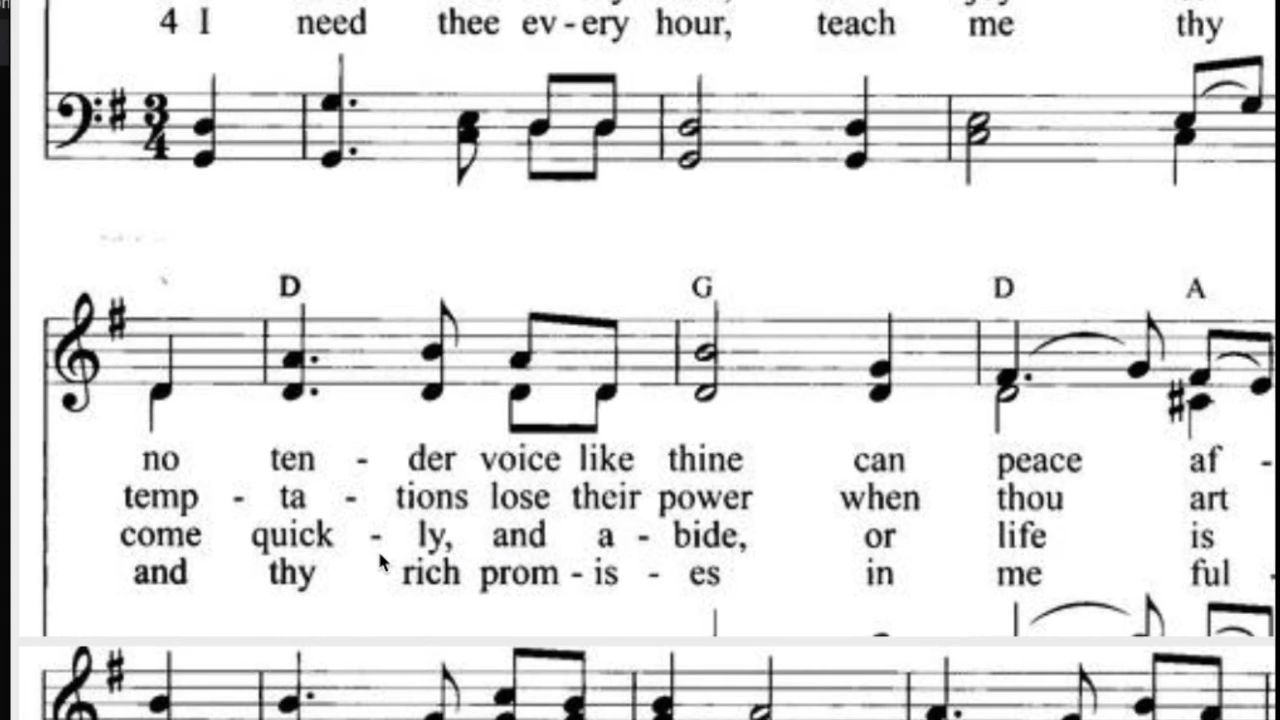 4 I need thee ev - ery hour, teach me thy
3
4
D G D A
no ten - der voice like thine can peace af -
temp - ta - tions lose their power when thou art
come quick - ly, and a - bide, or life is
and thy rich prom - is - es in me ful -